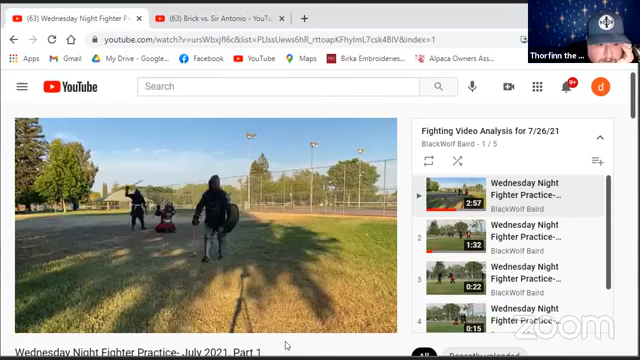 (63) Wednesday Night Fighter Pr
(63) Brick vs. Sir Antonio - YouTu
youtube.com/watch?v=ursWbxjfI6c&list=PLIssUews6hR_rttoapKFhyImL7csk4BIV&index=1
Thorfinn the ...
Apps
Gmail
My Drive - Google...
Facebook
YouTube
Maps
Birka Embroideries...
Alpaca Owners Ass...
YouTube
Search
9+
d
Fighting Video Analysis for 7/26/21
BlackWolf Baird - 1 / 5
Wednesday Night
Fighter Practice-...
BlackWolf Baird
2:57
2
Wednesday Night
Fighter Practice-...
BlackWolf Baird
1:32
3
Wednesday Night
Fighter Practice-...
BlackWolf Baird
0:22
4
Wednesday Night
Fighter Practice-...
0:15
zoom
Wednesday Night Fighter Practice- July 2021, Part 1
All
Recently uploaded